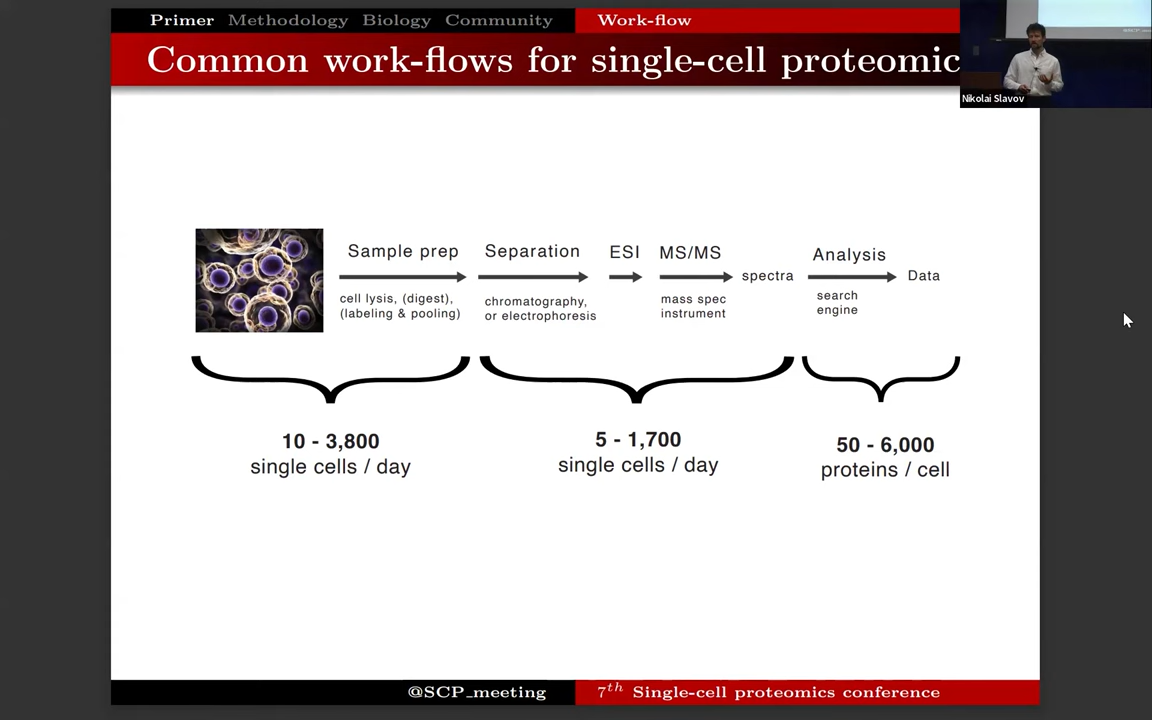 Primer Methodology Biology Community Work-flow
Common work-flows for single-cell proteomic
Nikolai Slavov
Sample prep
cell lysis, (digest),
(labeling & pooling)
Separation
chromatography,
or electrophoresis
ESI
MS/MS
mass spec
instrument
spectra
Analysis
search
engine
Data
10 - 3,800
single cells / day
5 - 1,700
single cells / day
50 - 6,000
proteins / cell
@SCP_meeting
7th Single-cell proteomics conference